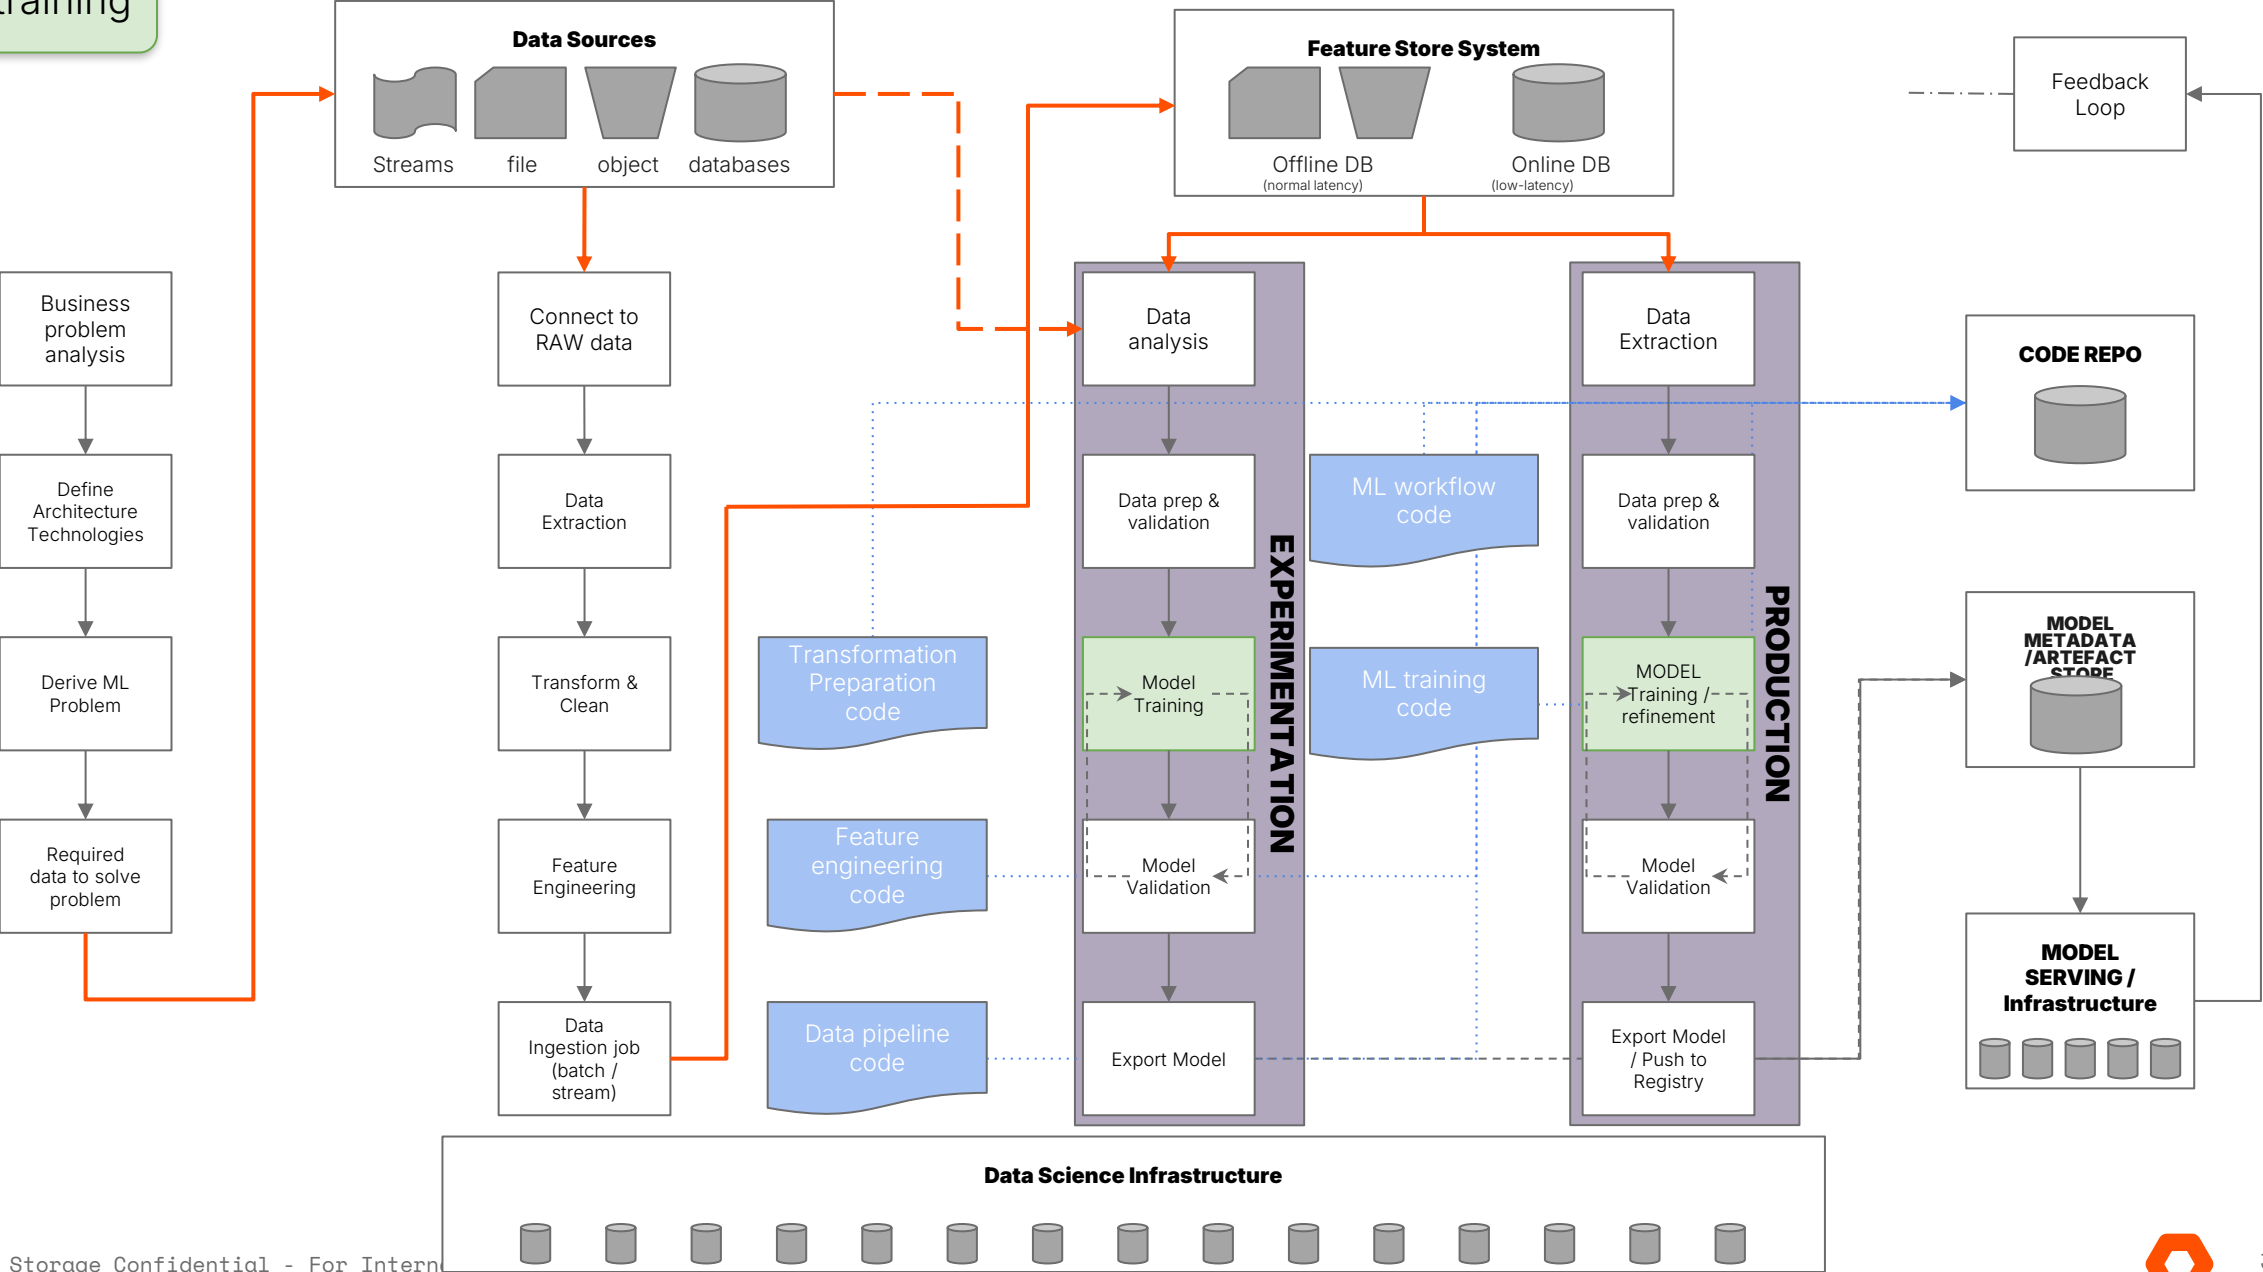 training
Data Sources
Streams
file
object
databases
Feature Store System
Offline DB
(normal latency)
Online DB
(low-latency)
Feedback
Loop
Business
problem
analysis
Define
Architecture
Technologies
Derive ML
Problem
Required
data to solve
problem
Connect to
RAW data
Data
Extraction
Transform &
Clean
Feature
Engineering
Data
Ingestion job
(batch /
stream)
Transformation
Preparation
code
Feature
engineering
code
Data pipeline
code
Data
analysis
Data prep &
validation
Model
Training
Model
Validation
Export Model
EXPERIMENTATION
ML workflow
code
ML training
code
Data
Extraction
Data prep &
validation
MODEL
Training /
refinement
Model
Validation
Export Model
/ Push to
Registry
PRODUCTION
CODE REPO
MODEL
METADATA
/ARTEFACT
STORE
MODEL
SERVING /
Infrastructure
Data Science Infrastructure
Storage Confidential - For Intern